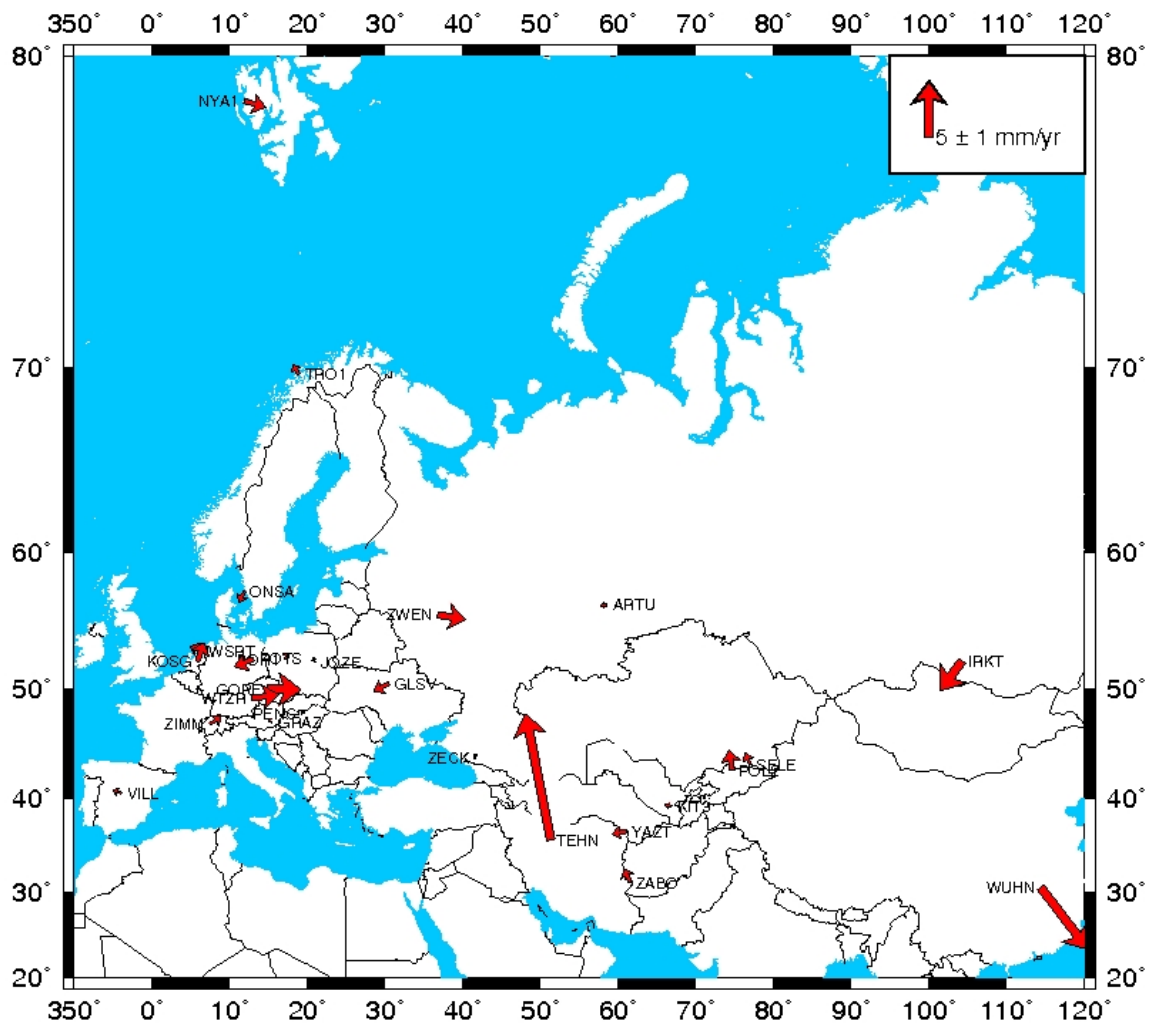 350˚ 0˚ 10˚ 20˚ 30˚ 40˚ 50˚ 60˚ 70˚ 80˚ 90˚ 100˚ 110˚ 120˚
80˚ 80˚
NYA1
5 ± 1 mm/yr
70˚ 70˚
TRO1
60˚ 60˚
ONSA
ARTU
ZWEN
WSRT
KOSG
POTS
JOZE
IRKT
50˚ 50˚
GLSV
GOPE
WTZR
PENC
ZIMM
GRAZ
ZECK
SELE
POL2
VILL
40˚ 40˚
KIT3
YAZT
TEHN
ZABO
WUHN
30˚ 30˚
20˚ 20˚
350˚ 0˚ 10˚ 20˚ 30˚ 40˚ 50˚ 60˚ 70˚ 80˚ 90˚ 100˚ 110˚ 120˚